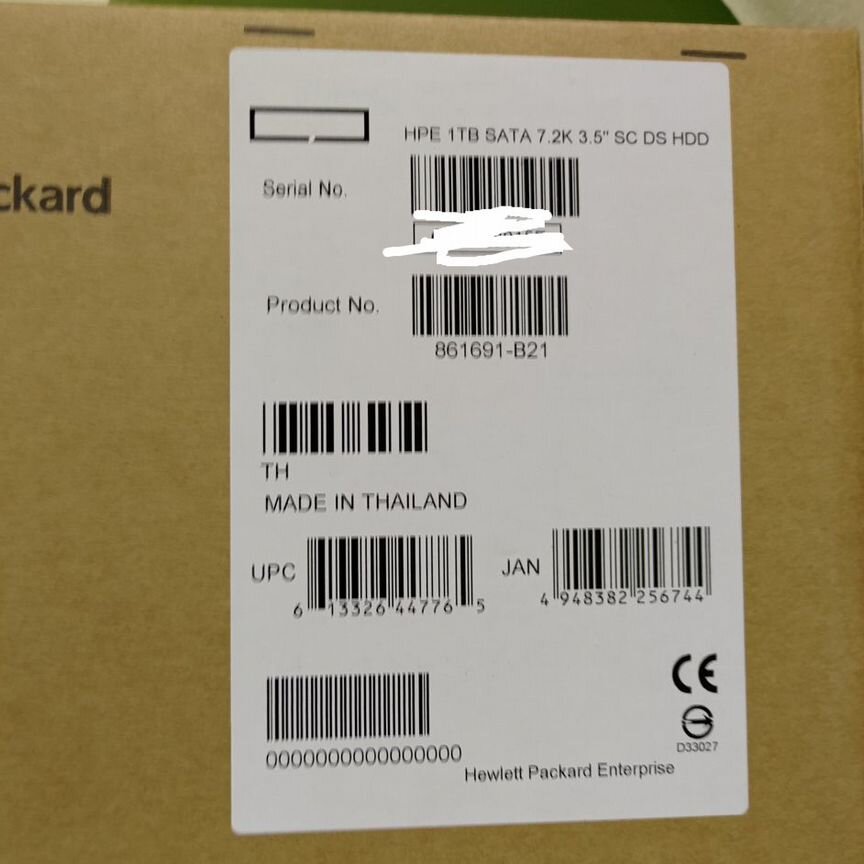 ckard
HPE 1TB SATA 7.2K 3.5" SC DS HDD
Serial No.
Product No.
861691-B21
TH
MADE IN THAILAND
UPC
6 13326 44776 5
JAN
4 948382 256744
CE
D33027
0000000000000000
Hewlett Packard Enterprise